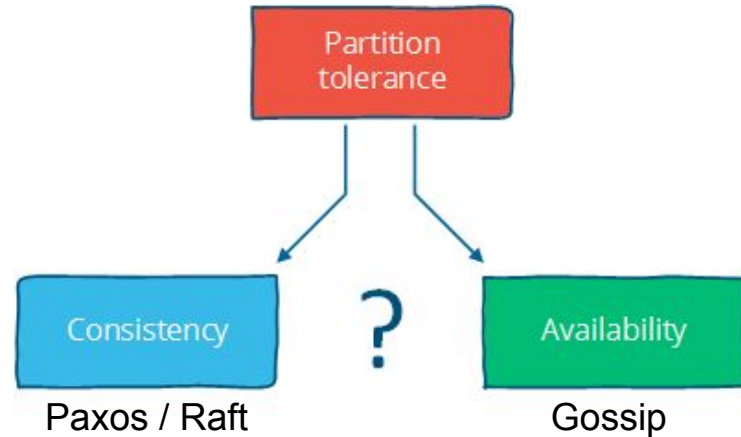 Partition
tolerance
Consistency
?
Availability
Paxos / Raft
Gossip